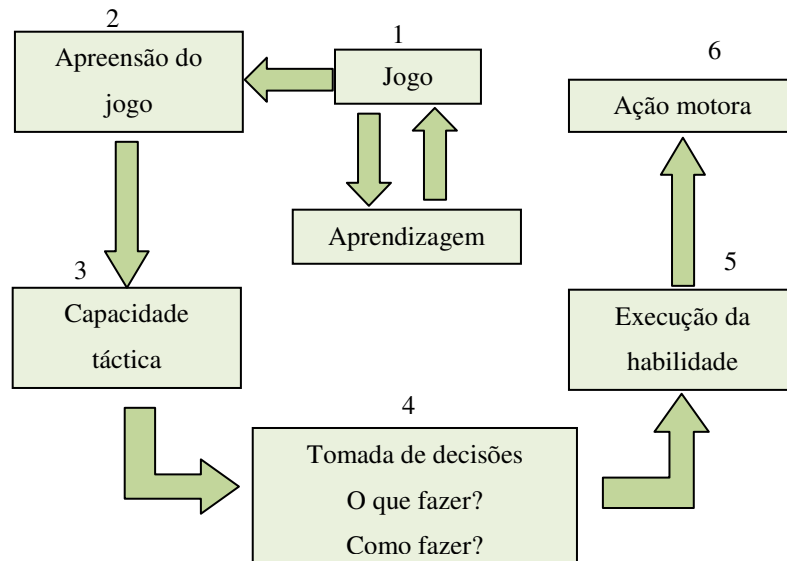 1
Jogo
2
Apreensão do
jogo
Aprendizagem
3
Capacidade
táctica
4
Tomada de decisões
O que fazer?
Como fazer?
5
Execução da
habilidade
6
Ação motora